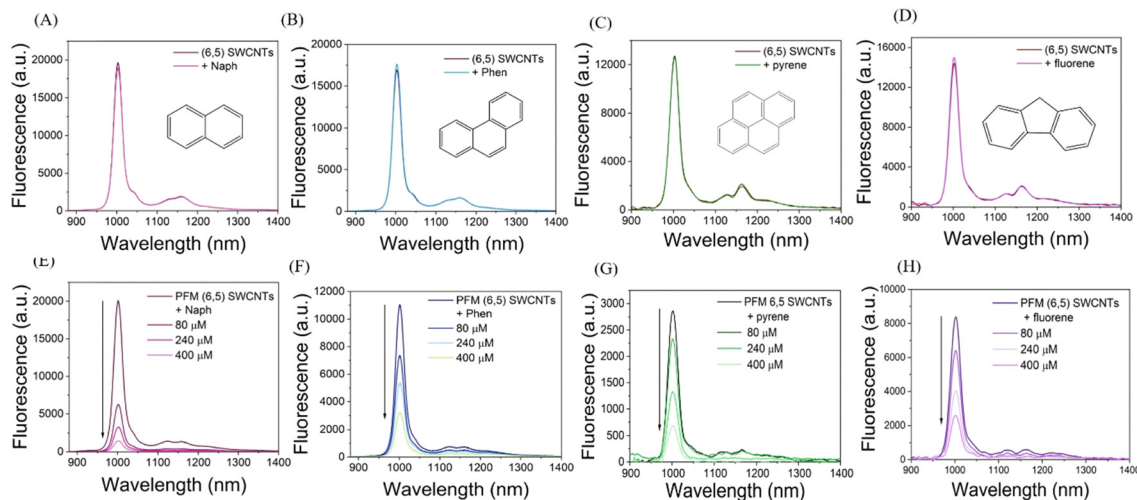 (A)
Fluorescence (a.u.)
20000
15000
10000
5000
0
(6,5) SWCNTs
+ Naph
900 1000 1100 1200 1300 1400
Wavelength (nm)
(B)
Fluorescence (a.u.)
20000
15000
10000
5000
0
(6,5) SWCNTs
+ Phen
900 1000 1100 1200 1300 1400
Wavelength (nm)
(C)
Fluorescence (a.u.)
12000
8000
4000
0
(6,5) SWCNTs
+ pyrene
900 1000 1100 1200 1300 1400
Wavelength (nm)
(D)
Fluorescence (a.u.)
16000
12000
8000
4000
0
(6,5) SWCNTs
+ fluorene
900 1000 1100 1200 1300 1400
Wavelength (nm)
(E)
Fluorescence (a.u.)
20000
15000
10000
5000
0
PFM (6,5) SWCNTs
+ Naph
80 μM
240 μM
400 μM
900 1000 1100 1200 1300 1400
Wavelength (nm)
(F)
Fluorescence (a.u.)
12000
10000
8000
6000
4000
2000
0
PFM (6,5) SWCNTs
+ Phen
80 μM
240 μM
400 μM
900 1000 1100 1200 1300 1400
Wavelength (nm)
(G)
Fluorescence (a.u.)
3000
2500
2000
1500
1000
500
0
PFM 6,5 SWCNTs
+ pyrene
80 μM
240 μM
400 μM
900 1000 1100 1200 1300 1400
Wavelength (nm)
(H)
Fluorescence (a.u.)
10000
8000
6000
4000
2000
0
PFM (6,5) SWCNTs
+ fluorene
80 μM
240 μM
400 μM
900 1000 1100 1200 1300 1400
Wavelength (nm)